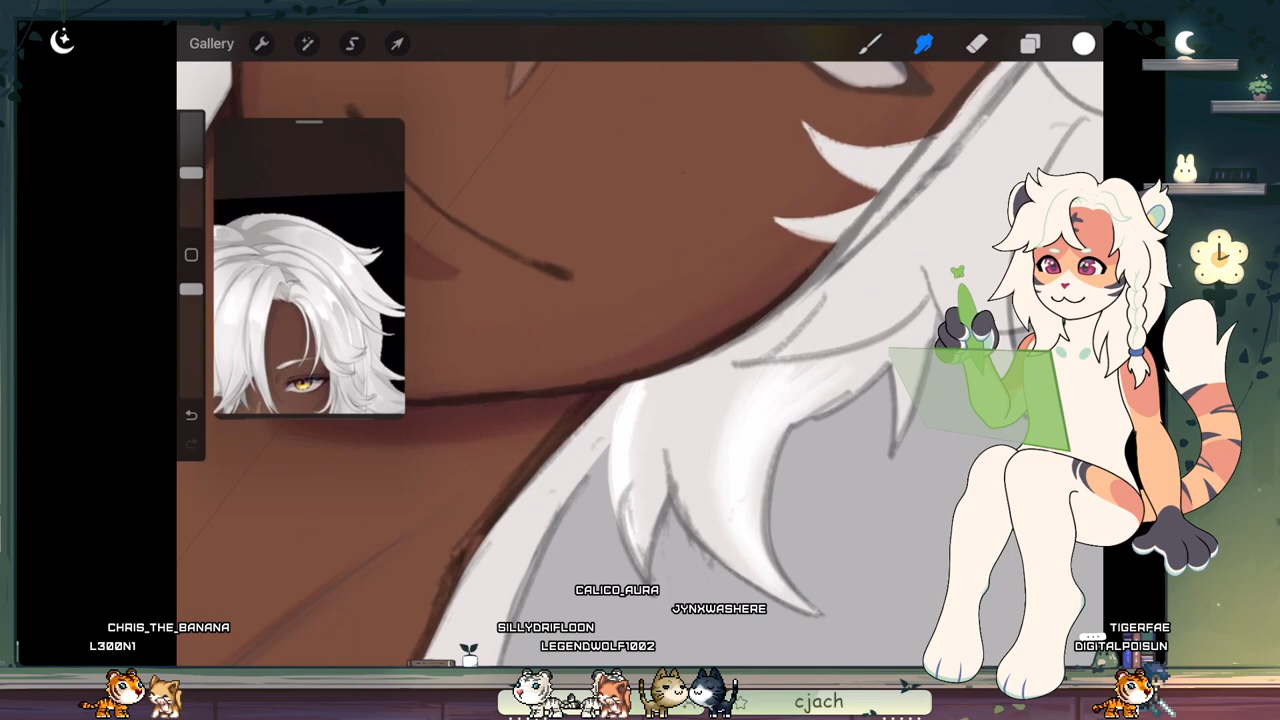 Gallery
CALICO_AURA
JYNXWASHERE
CHRIS_THE_BANANA
SILLYDRIFLOON
TIGERFAE
L300N1
LEGENDWOLF1002
DIGITALPOISUN
cjach